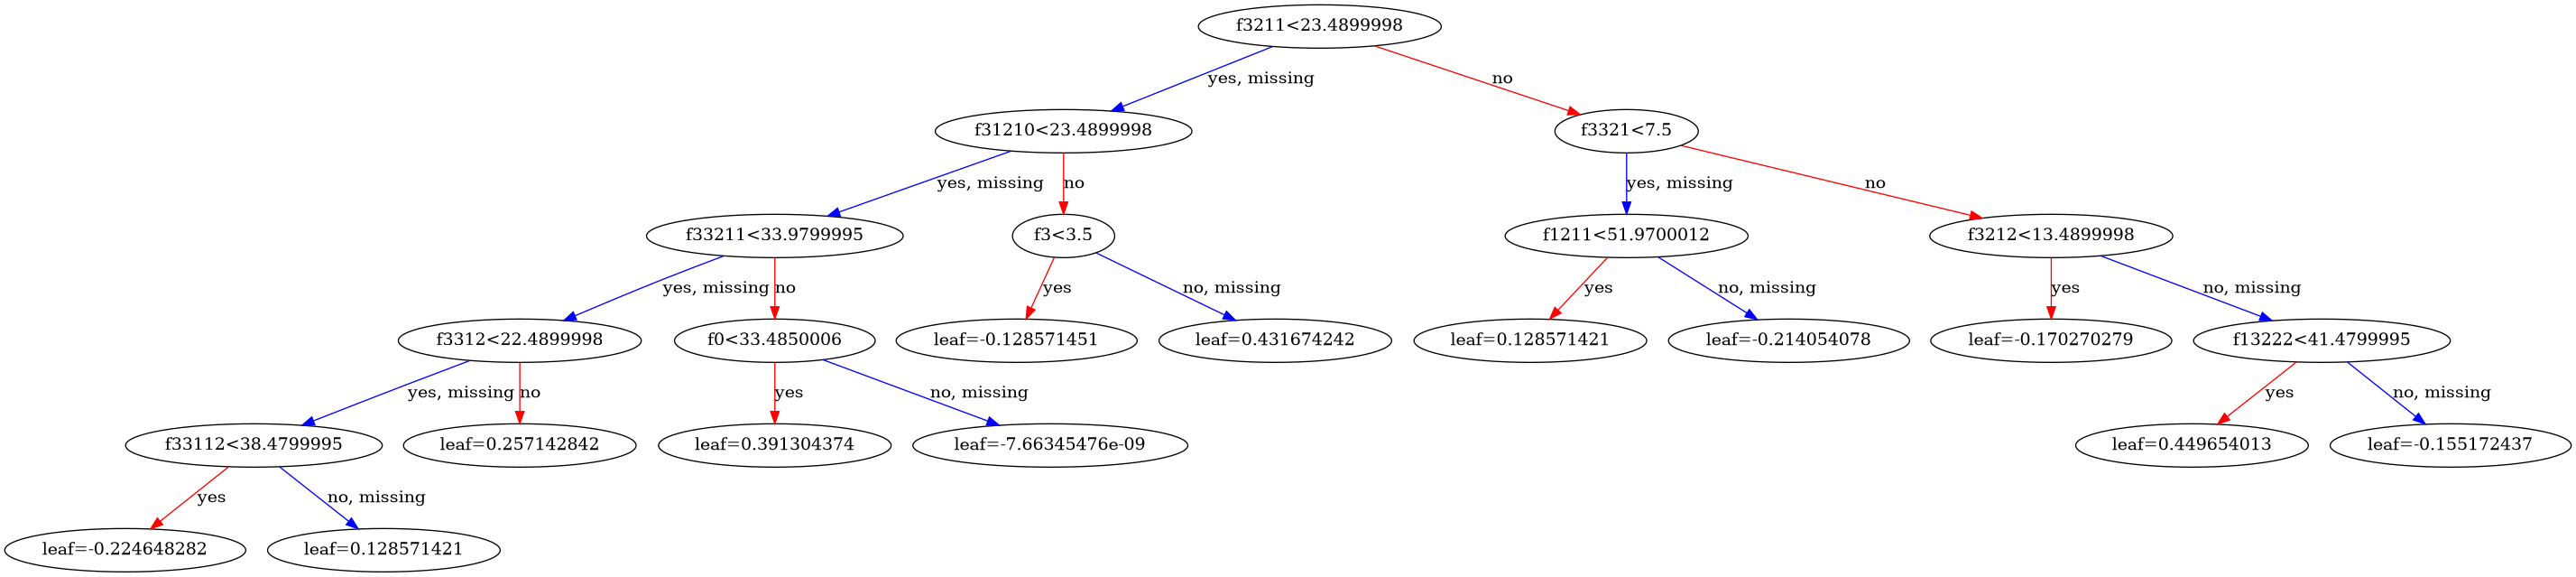 f3211<23.4899998
yes, missing
no
f31210<23.4899998
f3321<7.5
yes, missing
no
yes, missing
no
f33211<33.9799995
f3<3.5
f1211<51.9700012
f3212<13.4899998
yes, missing
no
yes
no, missing
yes
no, missing
yes
no, missing
f3312<22.4899998
f0<33.4850006
leaf=-0.128571451
leaf=0.431674242
leaf=0.128571421
leaf=-0.214054078
leaf=-0.170270279
f13222<41.4799995
yes, missing
no
yes
no, missing
yes
no, missing
f33112<38.4799995
leaf=0.257142842
leaf=0.391304374
leaf=-7.66345476e-09
leaf=0.449654013
leaf=-0.155172437
yes
no, missing
leaf=-0.224648282
leaf=0.128571421